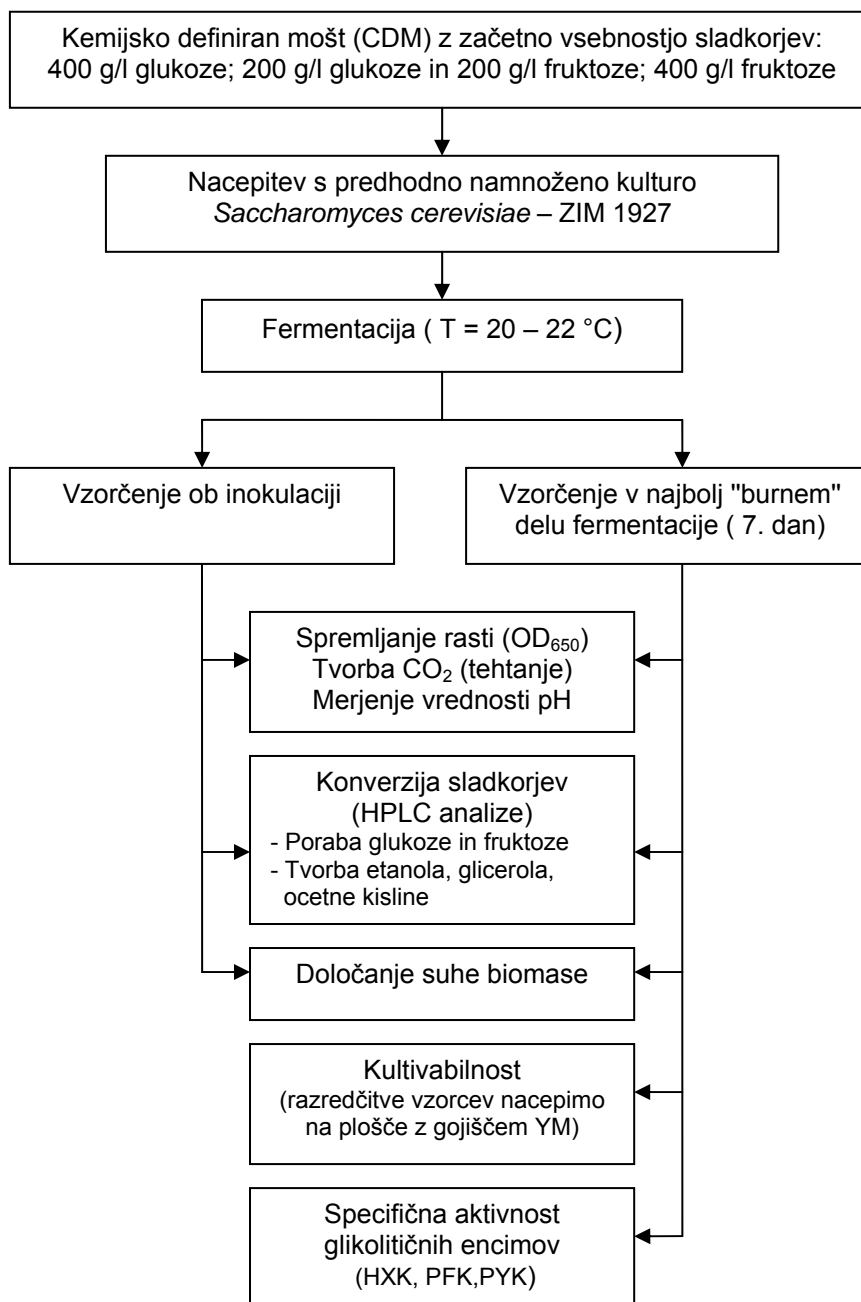 Kemijsko definiran mošt (CDM) z začetno vsebnostjo sladkorjev:
400 g/l glukoze; 200 g/l glukoze in 200 g/l fruktoze; 400 g/l fruktoze
Nacepitev s predhodno namnoženo kulturo
Saccharomyces cerevisiae – ZIM 1927
Fermentacija ( T = 20 – 22 °C)
Vzorčenje ob inokulaciji
Vzorčenje v najbolj "burnem"
delu fermentacije ( 7. dan)
Spremljanje rasti (OD₆₅₀)
Tvorba CO₂ (tehtanje)
Merjenje vrednosti pH
Konverzija sladkorjev
(HPLC analize)
- Poraba glukoze in fruktoze
- Tvorba etanola, glicerola,
ocetne kisline
Določanje suhe biomase
Kultivabilnost
(razredčitve vzorcev nacepimo
na plošče z gojiščem YM)
Specifična aktivnost
glikolitičnih encimov
(HXK, PFK,PYK)